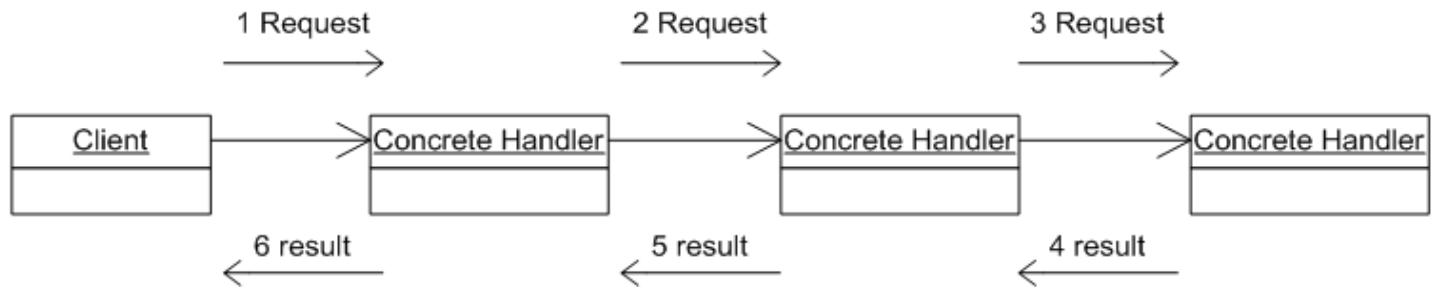 1 Request
2 Request
3 Request
Client
Concrete Handler
Concrete Handler
Concrete Handler
6 result
5 result
4 result